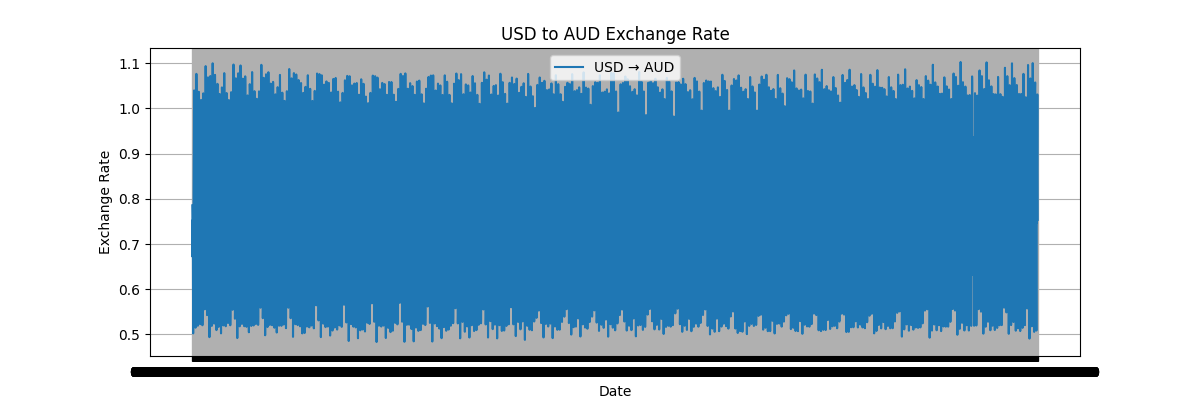 USD to AUD Exchange Rate
USD → AUD
1.1
1.0
0.9
0.8
0.7
0.6
0.5
Exchange Rate
Date